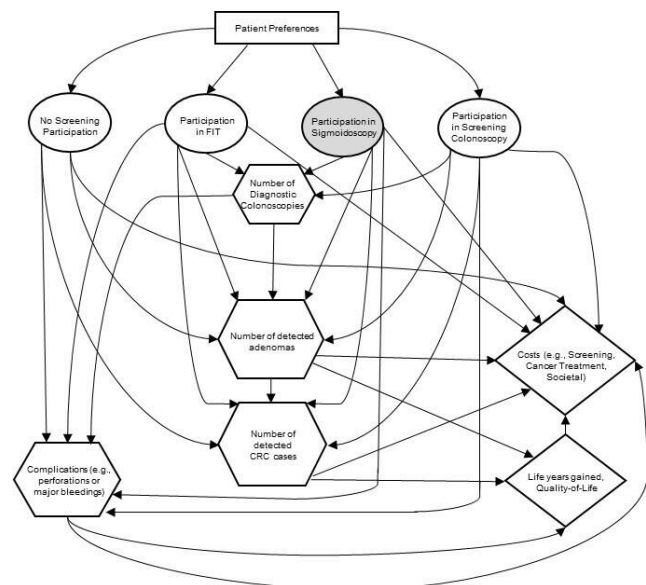 Patient Preferences
No Screening
Participation
Participation
in FIT
Participation in
Sigmoidoscopy
Participation
in Screening
Colonoscopy
Number of
Diagnostic
Colonoscopies
Number of detected
adenomas
Costs (e.g., Screening,
Cancer Treatment,
Societal)
Number of
detected
CRC cases
Complications (e.g.,
perforations or
major bleedings)
Life years gained,
Quality-of-Life